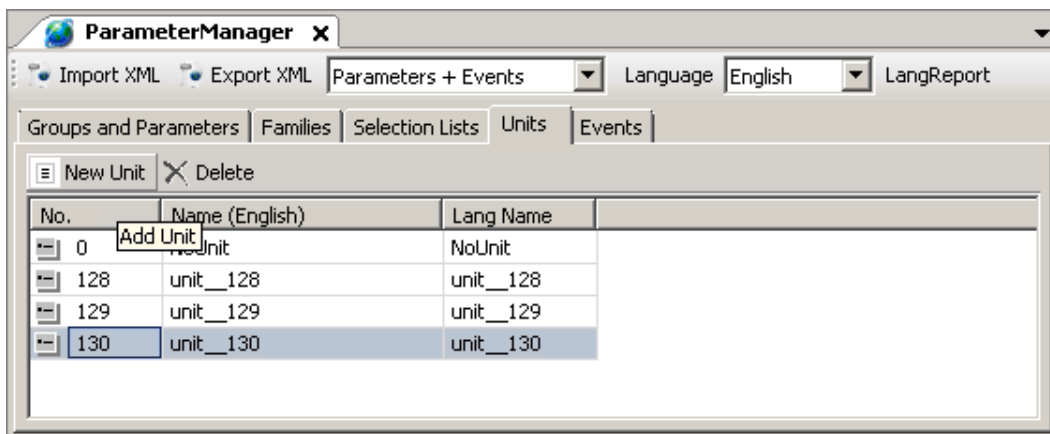 ParameterManager X
Import XML Export XML Parameters + Events Language English LangReport
Groups and Parameters Families Selection Lists Units Events
New Unit Delete
No. Name (English) Lang Name
Add Unit
0 NoUnit NoUnit
128 unit__128 unit__128
129 unit__129 unit__129
130 unit__130 unit__130